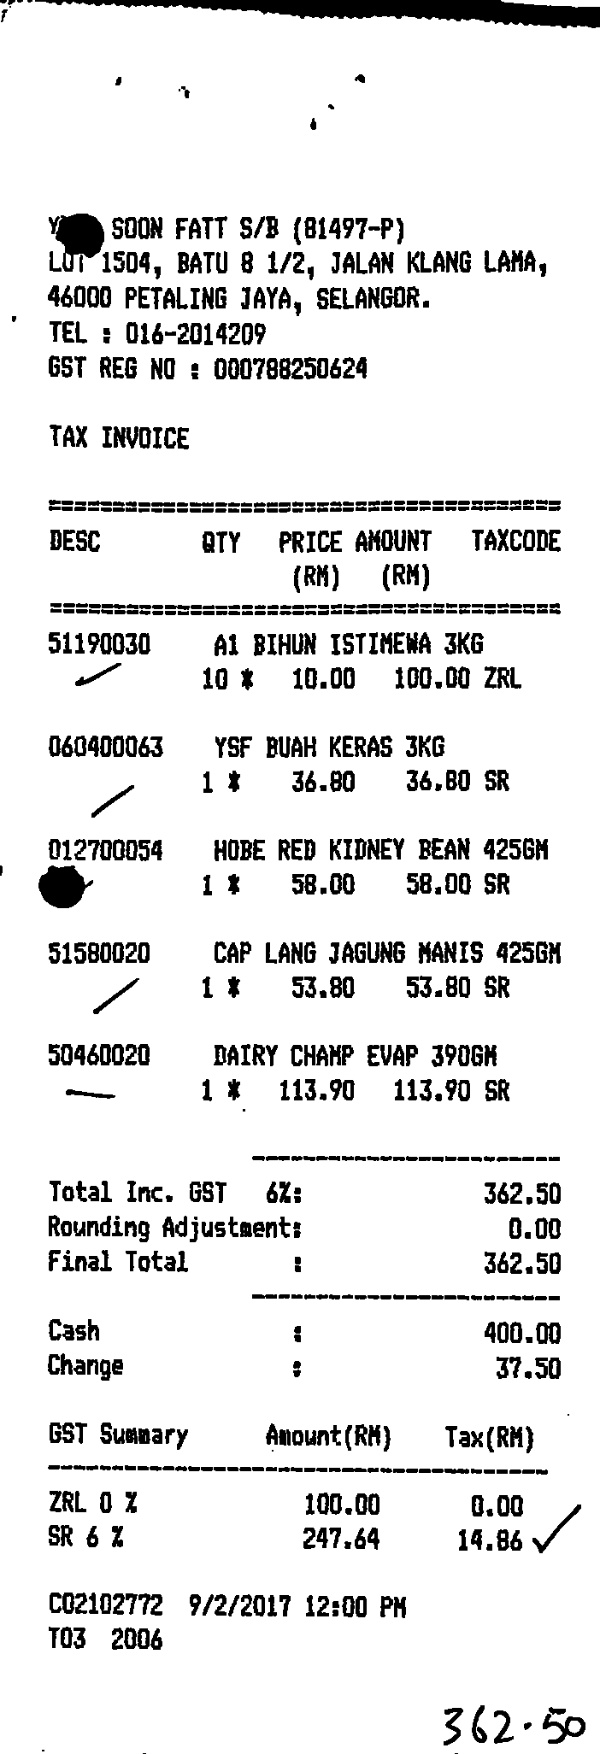 SOON FATT S/B (81497-P)
LOT 1504, BATU 8 1/2, JALAN KLANG LAMA,
46000 PETALING JAYA, SELANGOR.
TEL : 016-2014209
GST REG NO : 000788250624
TAX INVOICE
========================================
DESC QTY PRICE AMOUNT TAXCODE
(RM) (RM)
========================================
51190030 A1 BIHUN ISTIMEWA 3KG
10 * 10.00 100.00 ZRL
060400063 YSF BUAH KERAS 3KG
1 * 36.80 36.80 SR
012700054 HOBE RED KIDNEY BEAN 425GM
1 * 58.00 58.00 SR
51580020 CAP LANG JAGUNG MANIS 425GM
1 * 53.80 53.80 SR
50460020 DAIRY CHAMP EVAP 390GM
1 * 113.90 113.90 SR
------------------------
Total Inc. GST 6%: 362.50
Rounding Adjustment: 0.00
Final Total : 362.50
------------------------
Cash : 400.00
Change : 37.50
GST Summary Amount(RM) Tax(RM)
---------------------------------------
ZRL 0 % 100.00 0.00
SR 6 % 247.64 14.86
C02102772 9/2/2017 12:00 PM
T03 2006
362.50